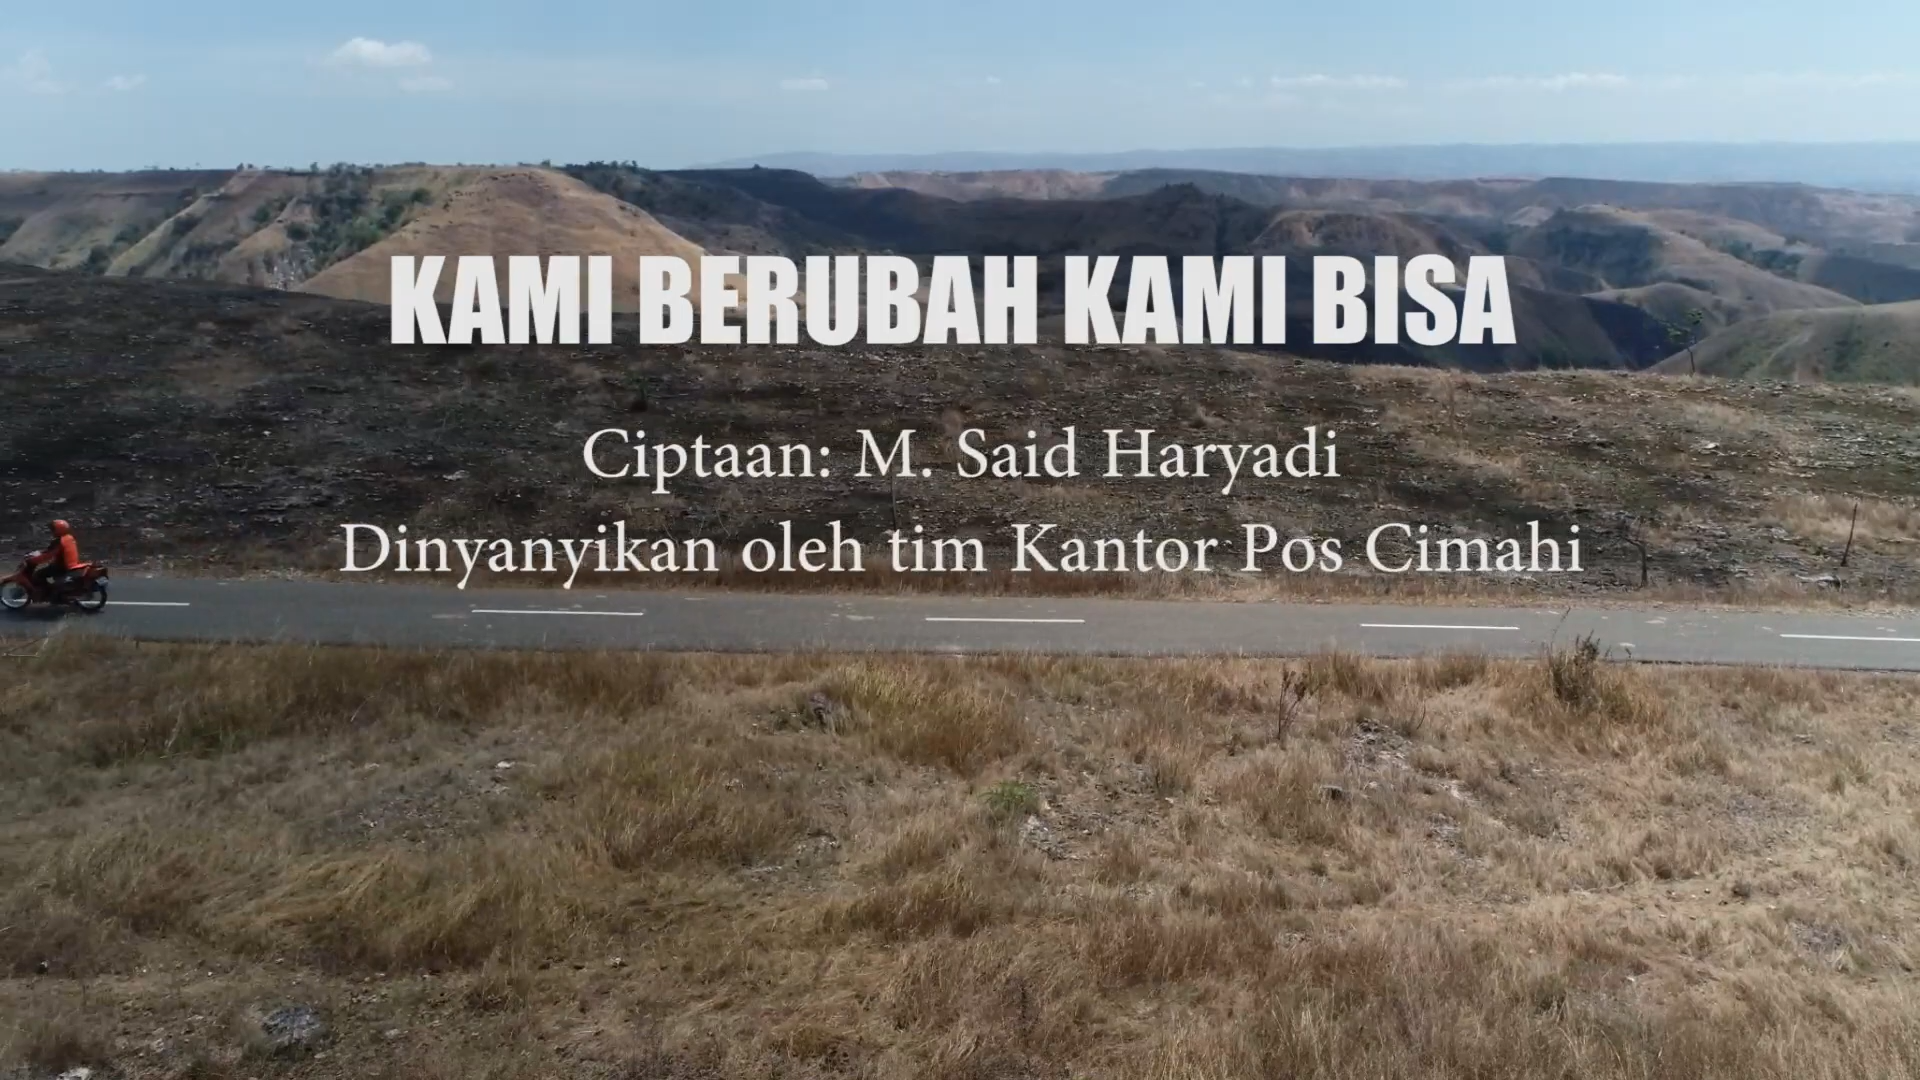 KAMI BERUBAH KAMI BISA
Ciptaan: M. Said Haryadi
Dinyanyikan oleh tim Kantor Pos Cimahi